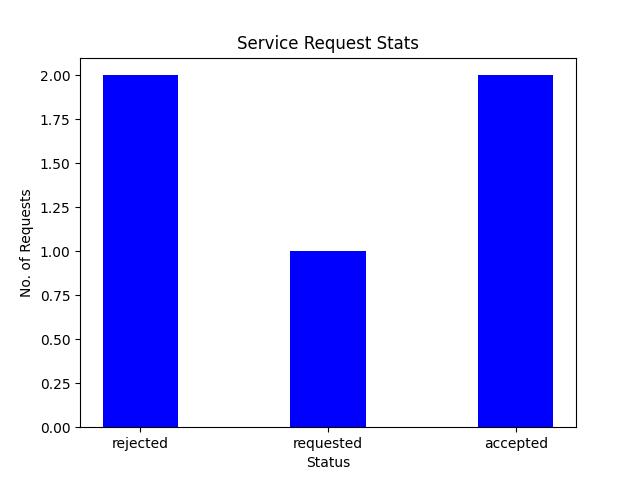 Service Request Stats
No. of Requests
2.00
1.75
1.50
1.25
1.00
0.75
0.50
0.25
0.00
rejected requested accepted
Status